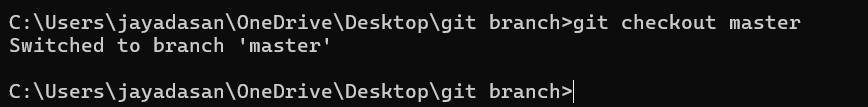 C:\Users\jayadasan\OneDrive\Desktop\git branch>git checkout master
Switched to branch 'master'
C:\Users\jayadasan\OneDrive\Desktop\git branch>